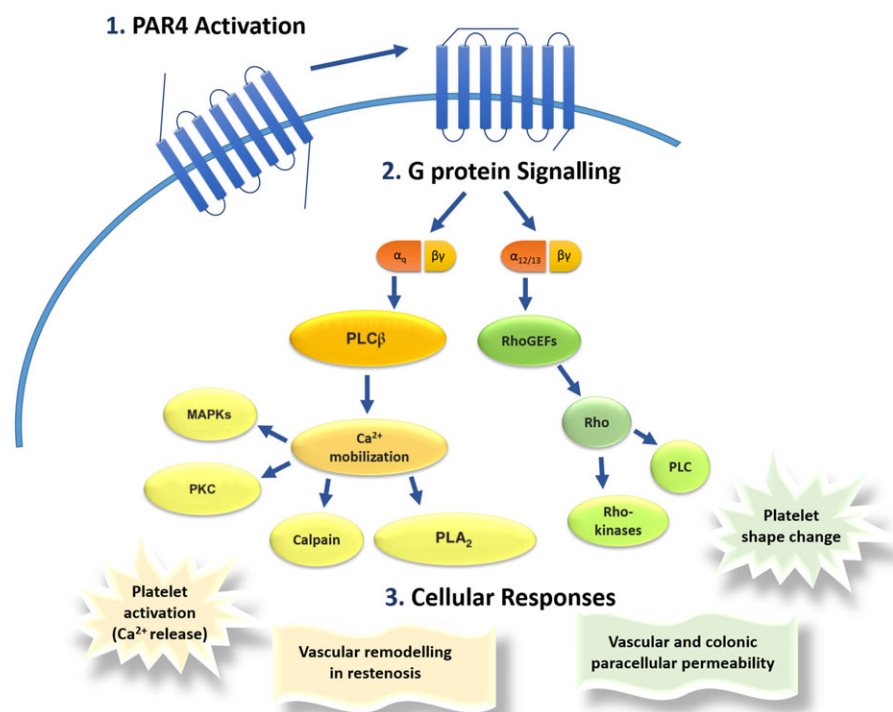 1. PAR4 Activation
2. G protein Signalling
αq
βγ
α12/13
βγ
PLCβ
RhoGEFs
MAPKs
Ca²⁺
mobilization
Rho
PKC
PLC
Calpain
PLA₂
Rho-
kinases
Platelet
shape change
3. Cellular Responses
Platelet
activation
(Ca²⁺ release)
Vascular remodelling
in restenosis
Vascular and colonic
paracellular permeability